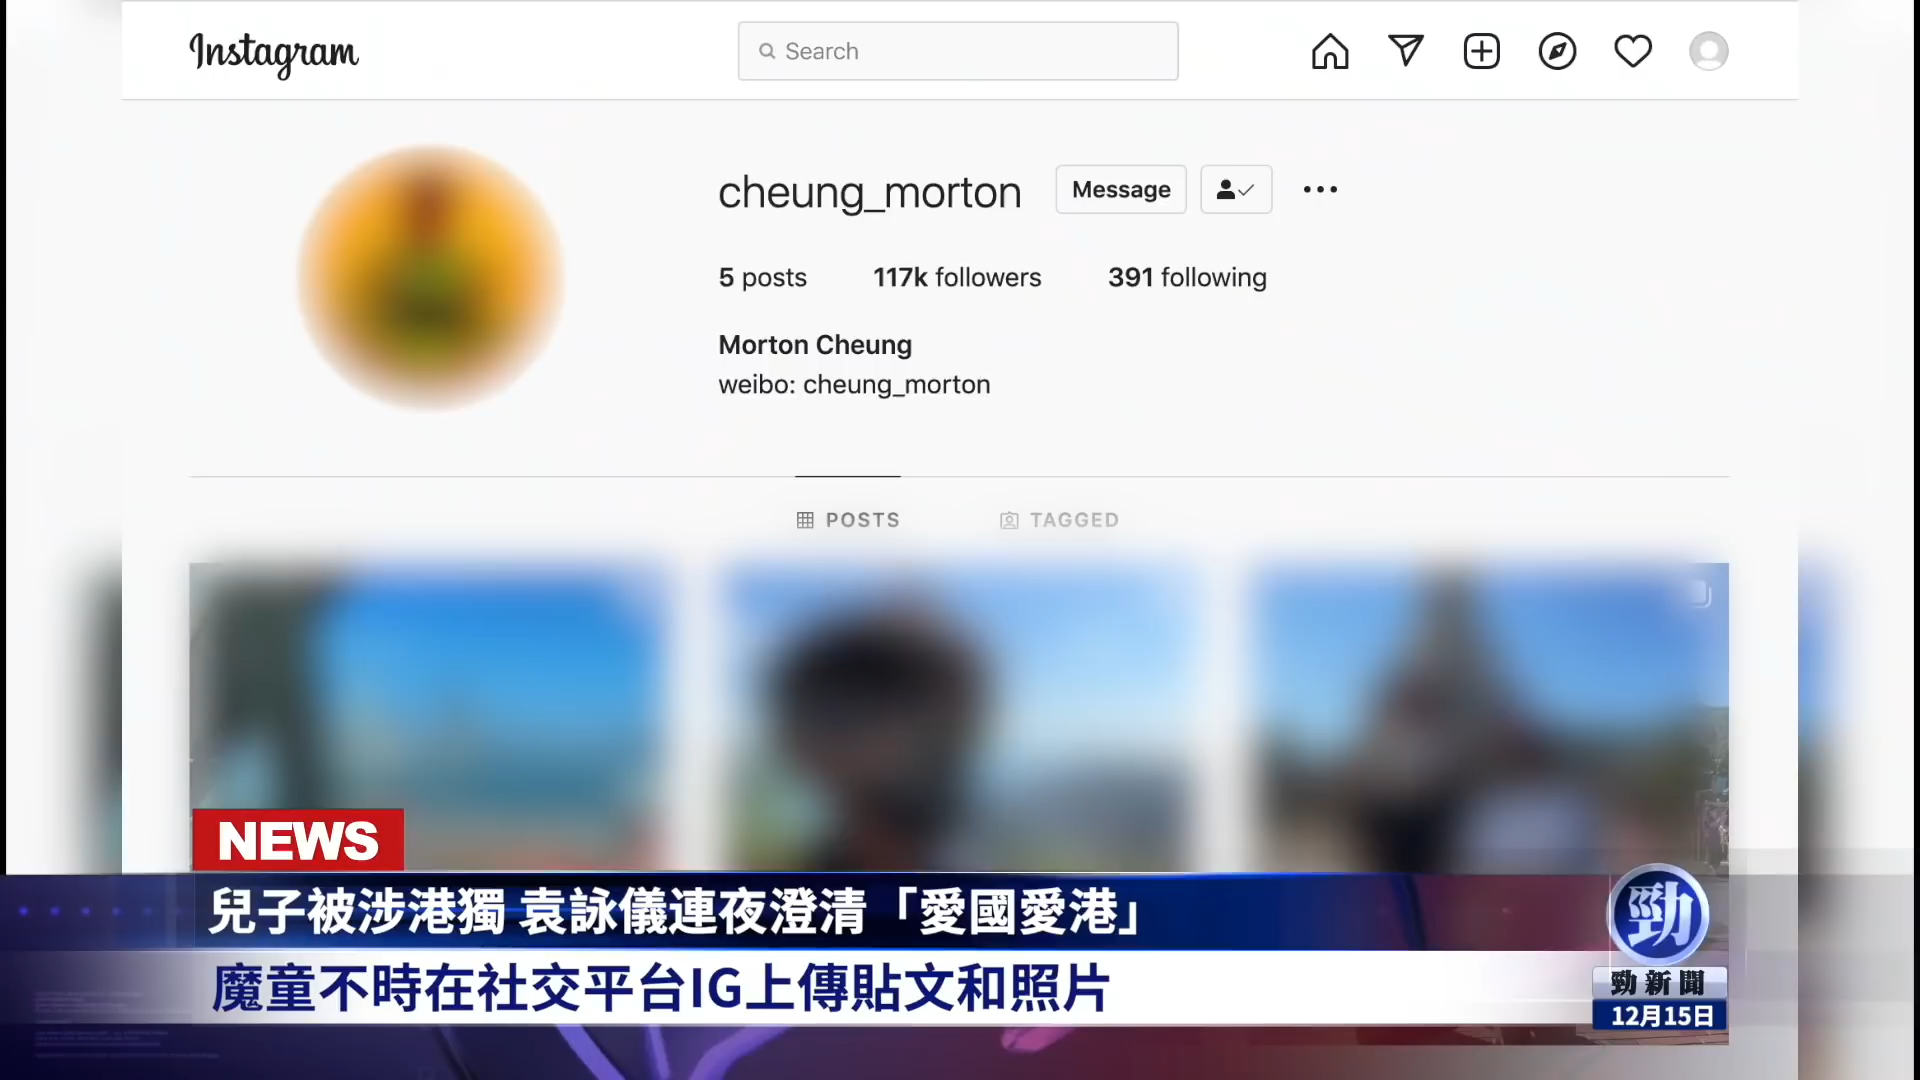 Instagram
Search
cheung_morton
Message
5 posts 117k followers 391 following
Morton Cheung
weibo: cheung_morton
POSTS
TAGGED
NEWS
兒子被涉港獨 袁詠儀連夜澄清「愛國愛港」
魔童不時在社交平台IG上傳貼文和照片
勁
勁新聞
12月15日